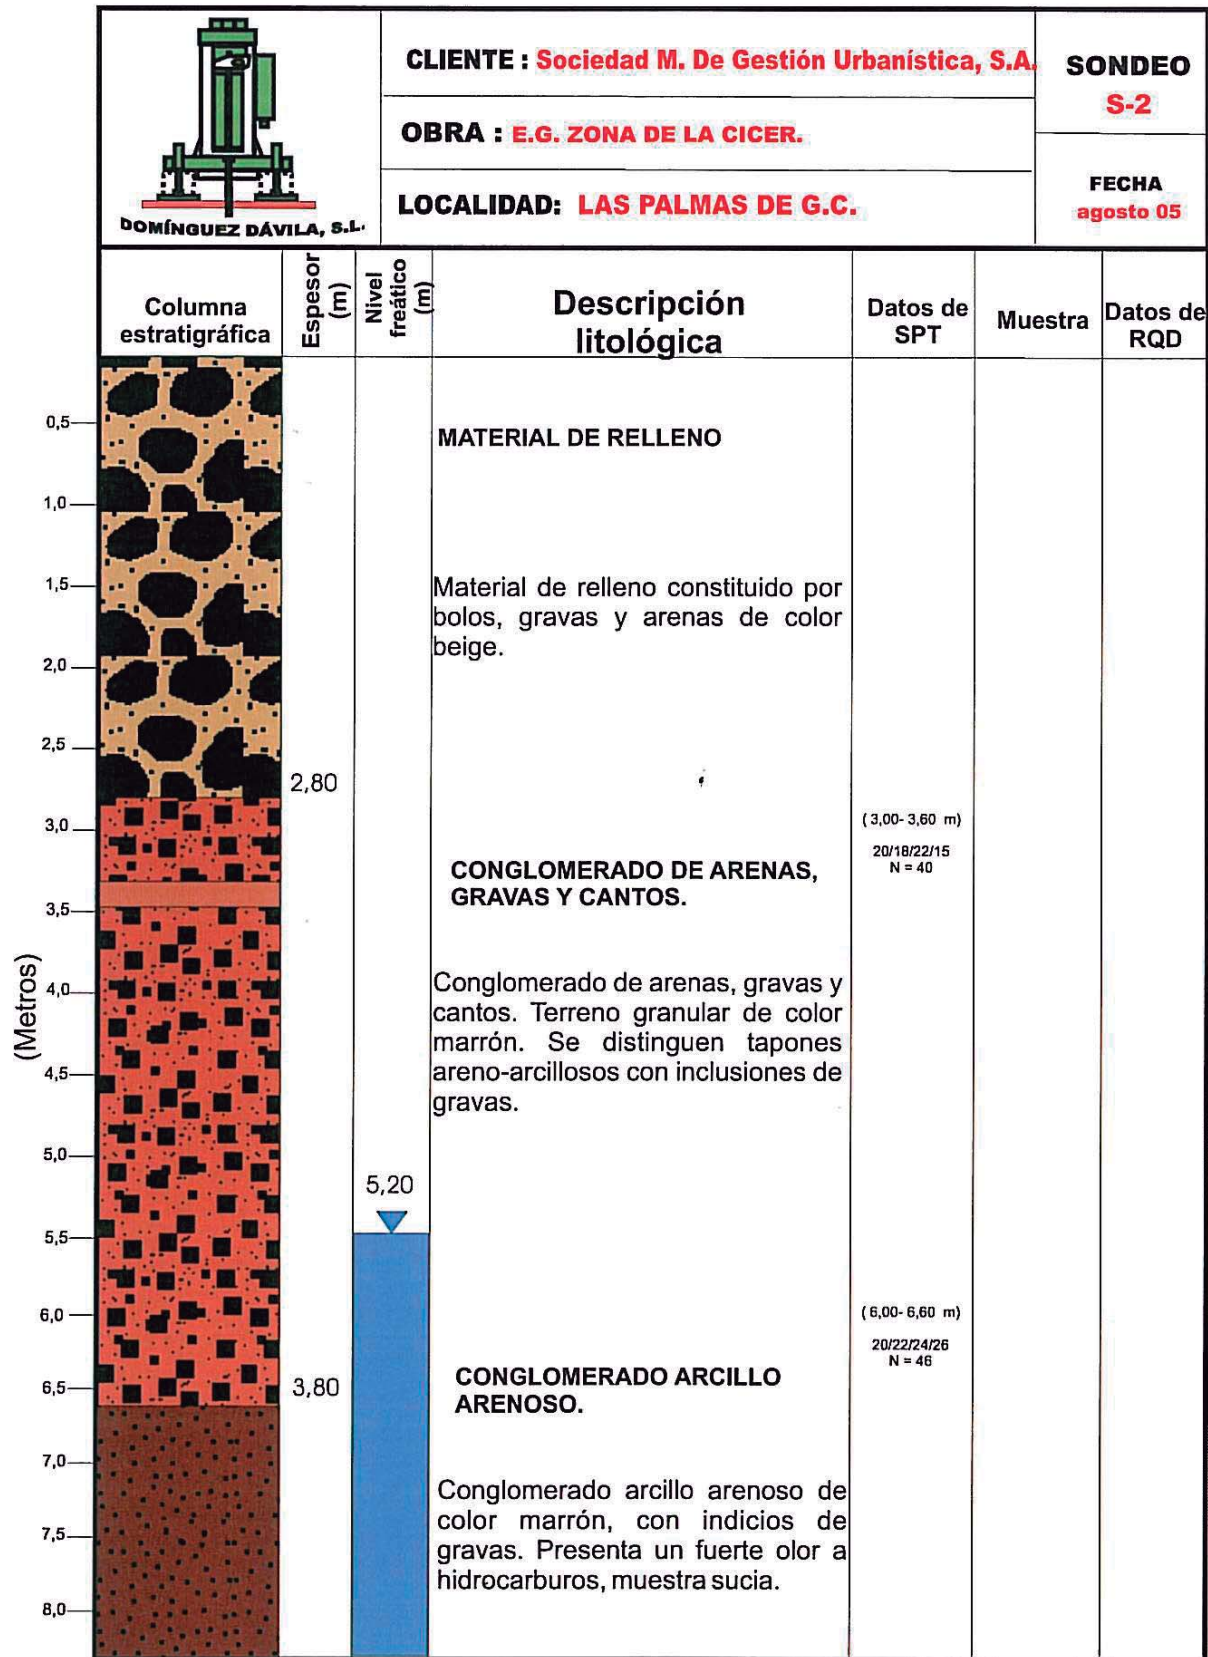 DOMÍNGUEZ DÁVILA, S.L.
CLIENTE : Sociedad M. De Gestión Urbanística, S.A.
OBRA : E.G. ZONA DE LA CICER.
LOCALIDAD: LAS PALMAS DE G.C.
SONDEO
S-2
FECHA
agosto 05
Columna
estratigráfica
Espesor
(m)
Nivel
freático
(m)
Descripción
litológica
Datos de
SPT
Muestra
Datos de
RQD
(Metros)
0,5
1,0
1,5
2,0
2,5
3,0
3,5
4,0
4,5
5,0
5,5
6,0
6,5
7,0
7,5
8,0
2,80
3,80
5,20
MATERIAL DE RELLENO
Material de relleno constituido por
bolos, gravas y arenas de color
beige.
CONGLOMERADO DE ARENAS,
GRAVAS Y CANTOS.
Conglomerado de arenas, gravas y
cantos. Terreno granular de color
marrón. Se distinguen tapones
areno-arcillosos con inclusiones de
gravas.
CONGLOMERADO ARCILLO
ARENOSO.
Conglomerado arcillo arenoso de
color marrón, con indicios de
gravas. Presenta un fuerte olor a
hidrocarburos, muestra sucia.
( 3,00- 3,60 m)
20/18/22/15
N = 40
( 6,00- 6,60 m)
20/22/24/26
N = 46